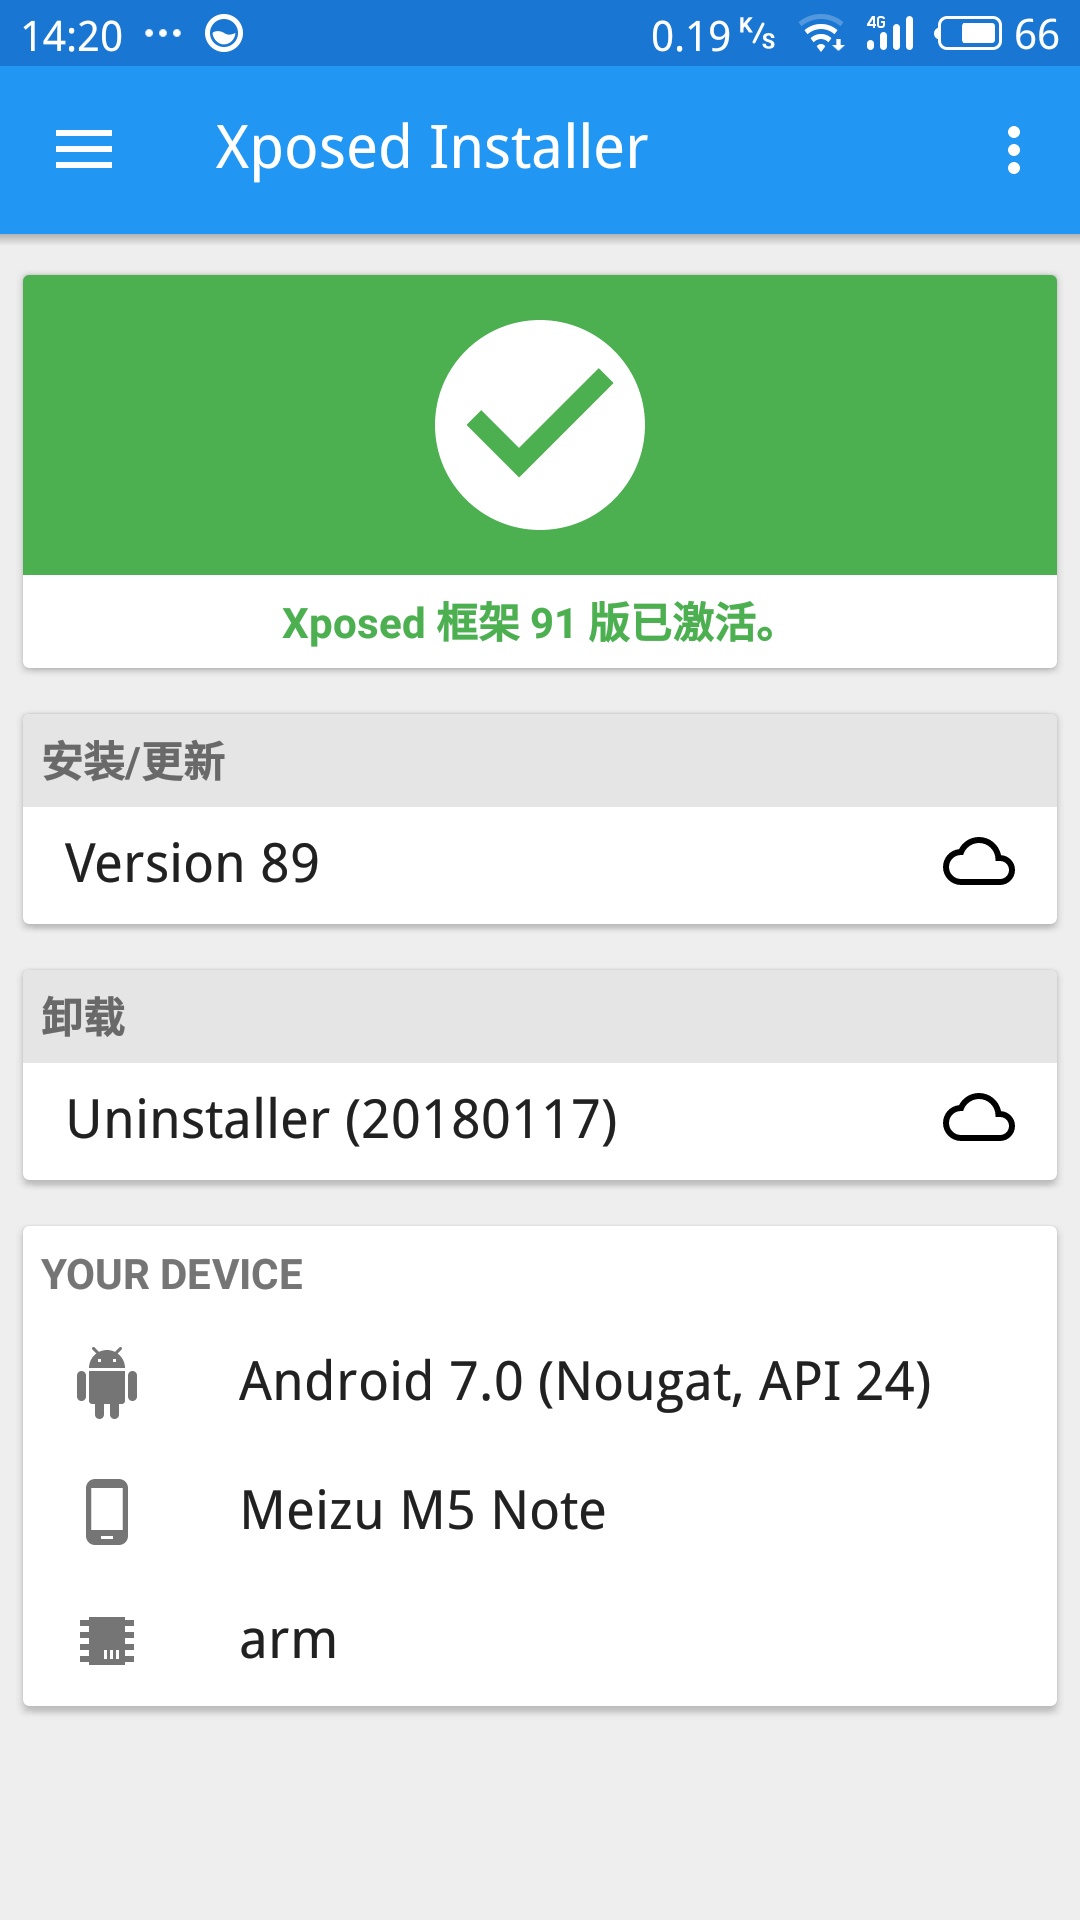 14:20 ··· 0.19 K/s 4G 66
Xposed Installer
Xposed 框架 91 版已激活。
安装/更新
Version 89
卸载
Uninstaller (20180117)
YOUR DEVICE
Android 7.0 (Nougat, API 24)
Meizu M5 Note
arm